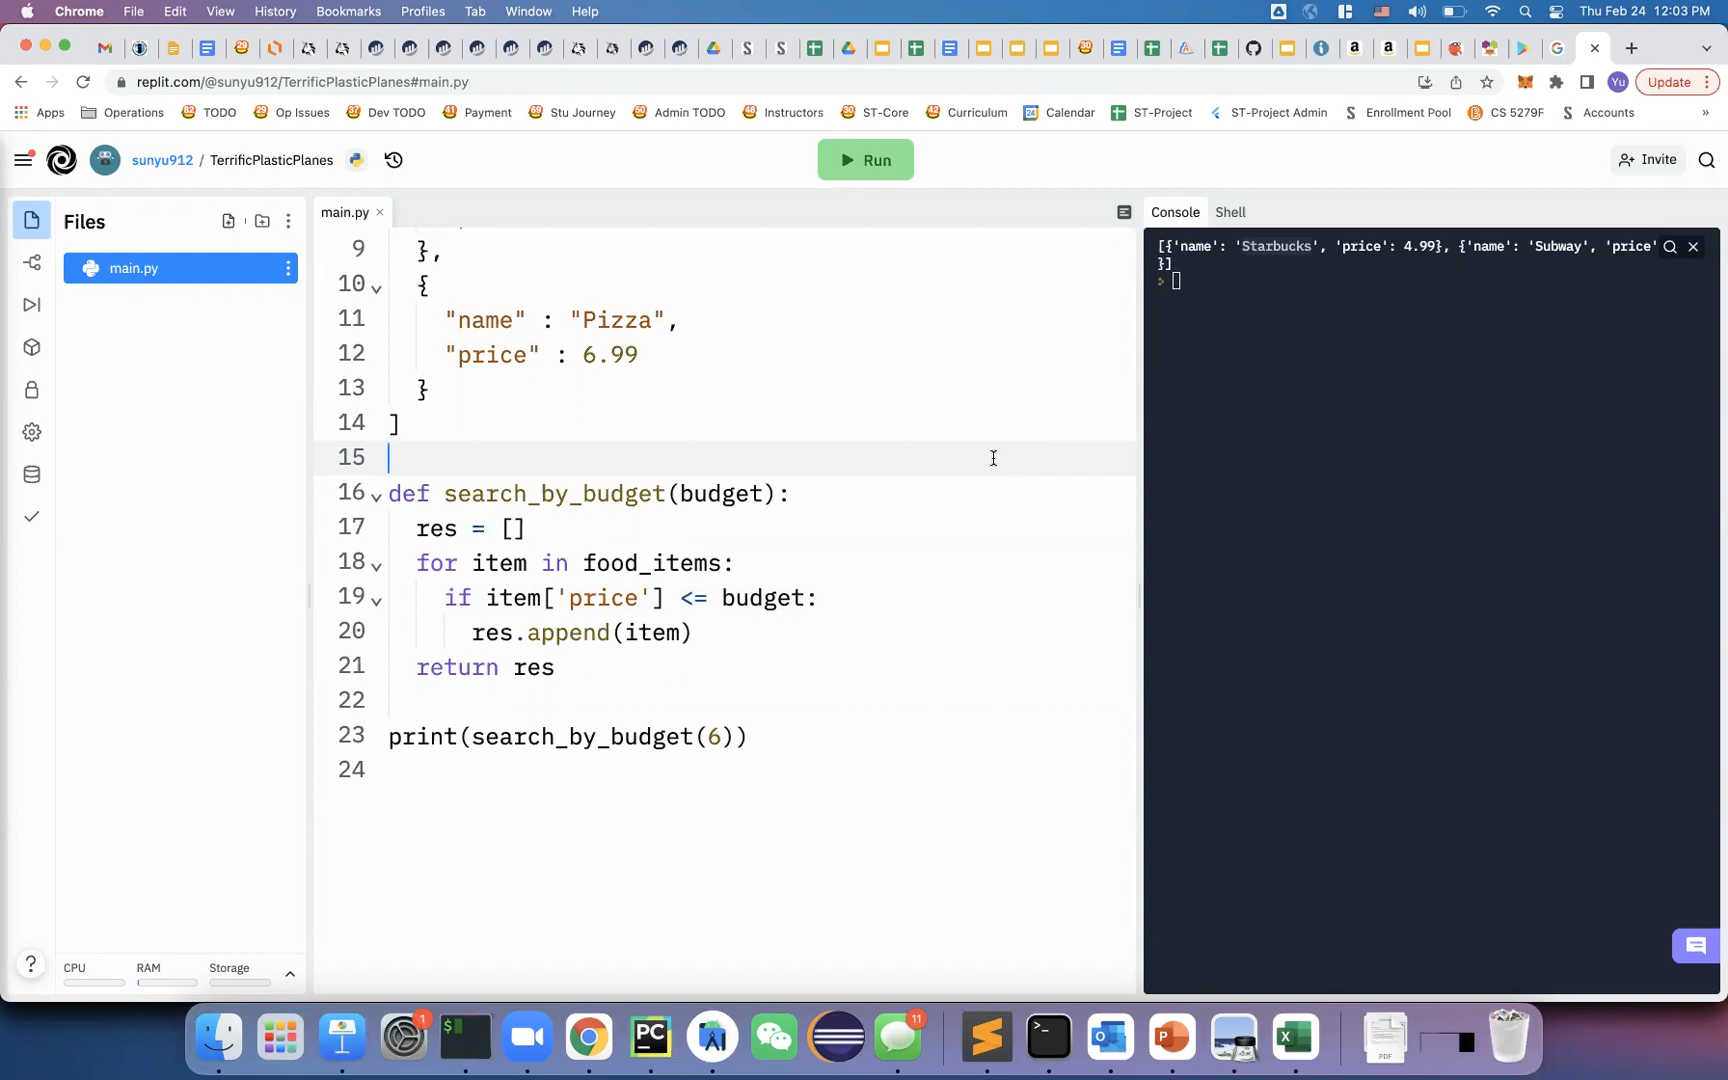 Chrome File Edit View History Bookmarks Profiles Tab Window Help Thu Feb 24 12:03 PM
replit.com/@sunyu912/TerrificPlasticPlanes#main.py Yu Update
Apps Operations TODO Op Issues Dev TODO Payment Stu Journey Admin TODO Instructors ST-Core Curriculum Calendar ST-Project ST-Project Admin Enrollment Pool CS 5279F Accounts »
sunyu912 / TerrificPlasticPlanes Run Invite
Files
main.py
main.py ×
Console Shell
9 },
10 {
11 "name" : "Pizza",
12 "price" : 6.99
13 }
14 ]
15
16 def search_by_budget(budget):
17 res = []
18 for item in food_items:
19 if item['price'] <= budget:
20 res.append(item)
21 return res
22
23 print(search_by_budget(6))
24
[{'name': 'Starbucks', 'price': 4.99}, {'name': 'Subway', 'price'
}]
CPU RAM Storage
1 $ PC 11 >_ PDF